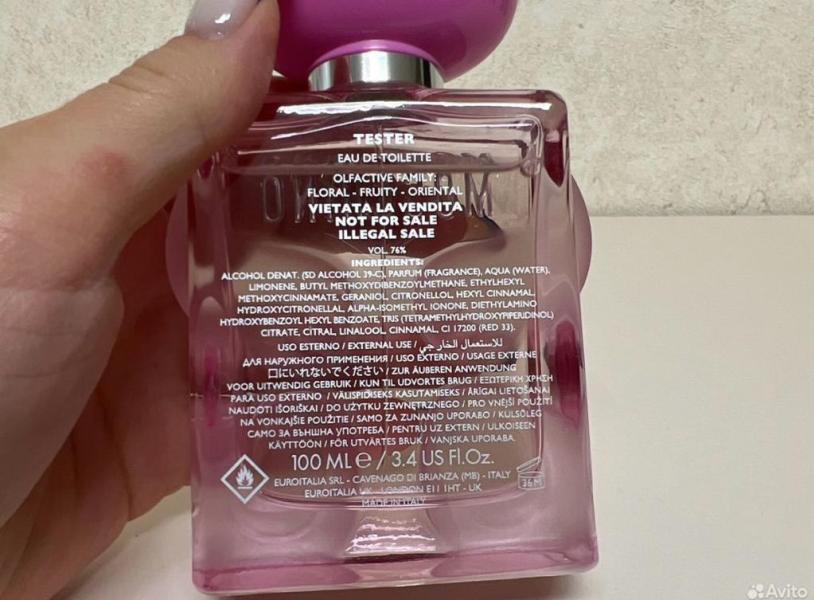 TESTER
EAU DE TOILETTE
OLFACTIVE FAMILY:
FLORAL - FRUITY - ORIENTAL
VIETATA LA VENDITA
NOT FOR SALE
ILLEGAL SALE
VOL. 76%
INGREDIENTS:
ALCOHOL DENAT. (SD ALCOHOL 39-C), PARFUM (FRAGRANCE), AQUA (WATER),
LIMONENE, BUTYL METHOXYDIBENZOYLMETHANE, ETHYLHEXYL
METHOXYCINNAMATE, GERANIOL, CITRONELLOL, HEXYL CINNAMAL,
HYDROXYCITRONELLAL, ALPHA-ISOMETHYL IONONE, DIETHYLAMINO
HYDROXYBENZOYL HEXYL BENZOATE, TRIS (TETRAMETHYLHYDROXYPIPERIDINOL)
CITRATE, CITRAL, LINALOOL, CINNAMAL, CI 17200 (RED 33).
USO ESTERNO / EXTERNAL USE / للاستعمال الخارجي /
ДЛЯ НАРУЖНОГО ПРИМЕНЕНИЯ / USO EXTERNO / USAGE EXTERNE
口にいれないでください / ZUR ÄUßEREN ANWENDUNG
VOOR UITWENDIG GEBRUIK / KUN TIL UDVORTES BRUG / ΕΞΩΤΕΡΙΚΗ ΧΡΗΣΗ
PARA USO EXTERNO / VÄLISPIDISEKS KASUTAMISEKS / ĀRĪGAI LIETOŠANAI
NAUDOTI IŠORIŠKAI / DO UŻYTKU ZEWNĘTRZNEGO / PRO VNĚJŠÍ POUŽITÍ
NA VONKAJŠIE POUŽITIE / SAMO ZA ZUNANJO UPORABO / KÜLSŐLEG
САМО ЗА ВЪНШНА УПОТРЕБА / PENTRU UZ EXTERN / ULKOISEEN
KÄYTTÖÖN / FÖR UTVÄRTES BRUK / VANJSKA UPORABA.
100 ML ℮ / 3.4 US Fl.Oz.
EUROITALIA SRL - CAVENAGO DI BRIANZA (MB) - ITALY
EUROITALIA UK - LONDON E11 1HT - UK
MADE IN ITALY
36M
Avito